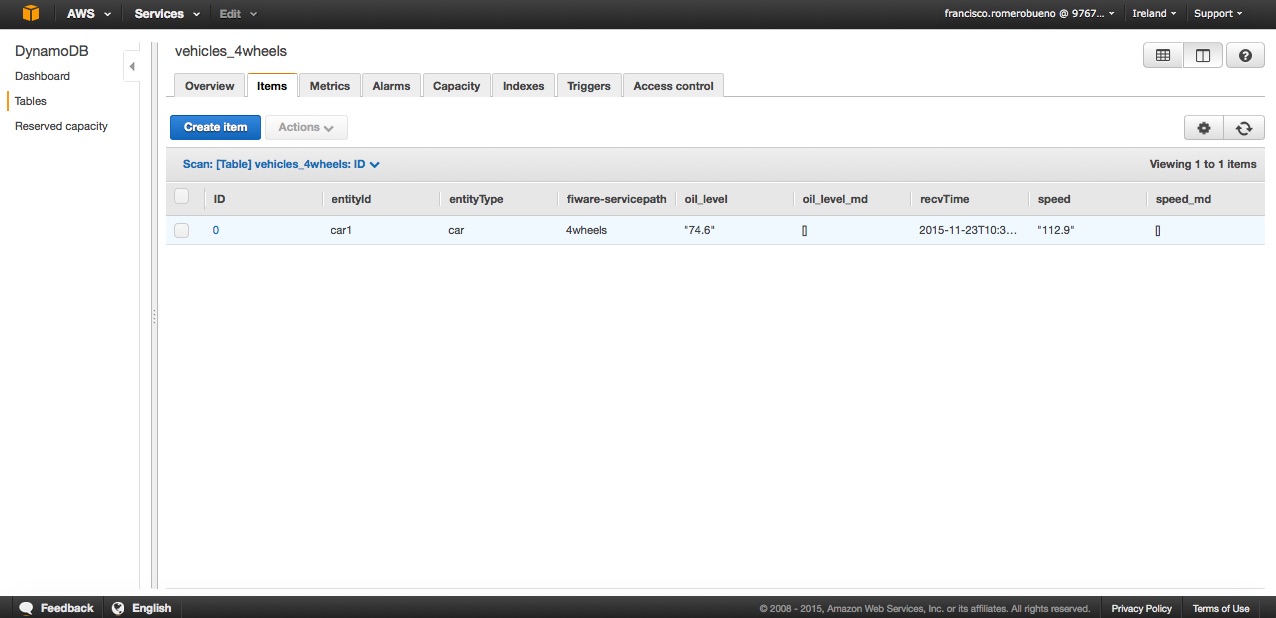 AWS Services Edit francisco.romerobueno @ 9767... Ireland Support
DynamoDB
Dashboard
Tables
Reserved capacity
vehicles_4wheels
Overview Items Metrics Alarms Capacity Indexes Triggers Access control
Create item Actions
Scan: [Table] vehicles_4wheels: ID Viewing 1 to 1 items
ID entityId entityType fiware-servicepath oil_level oil_level_md recvTime speed speed_md
0 car1 car 4wheels "74.6" [] 2015-11-23T10:3... "112.9" []
Feedback English © 2008 - 2015, Amazon Web Services, Inc. or its affiliates. All rights reserved. Privacy Policy Terms of Use